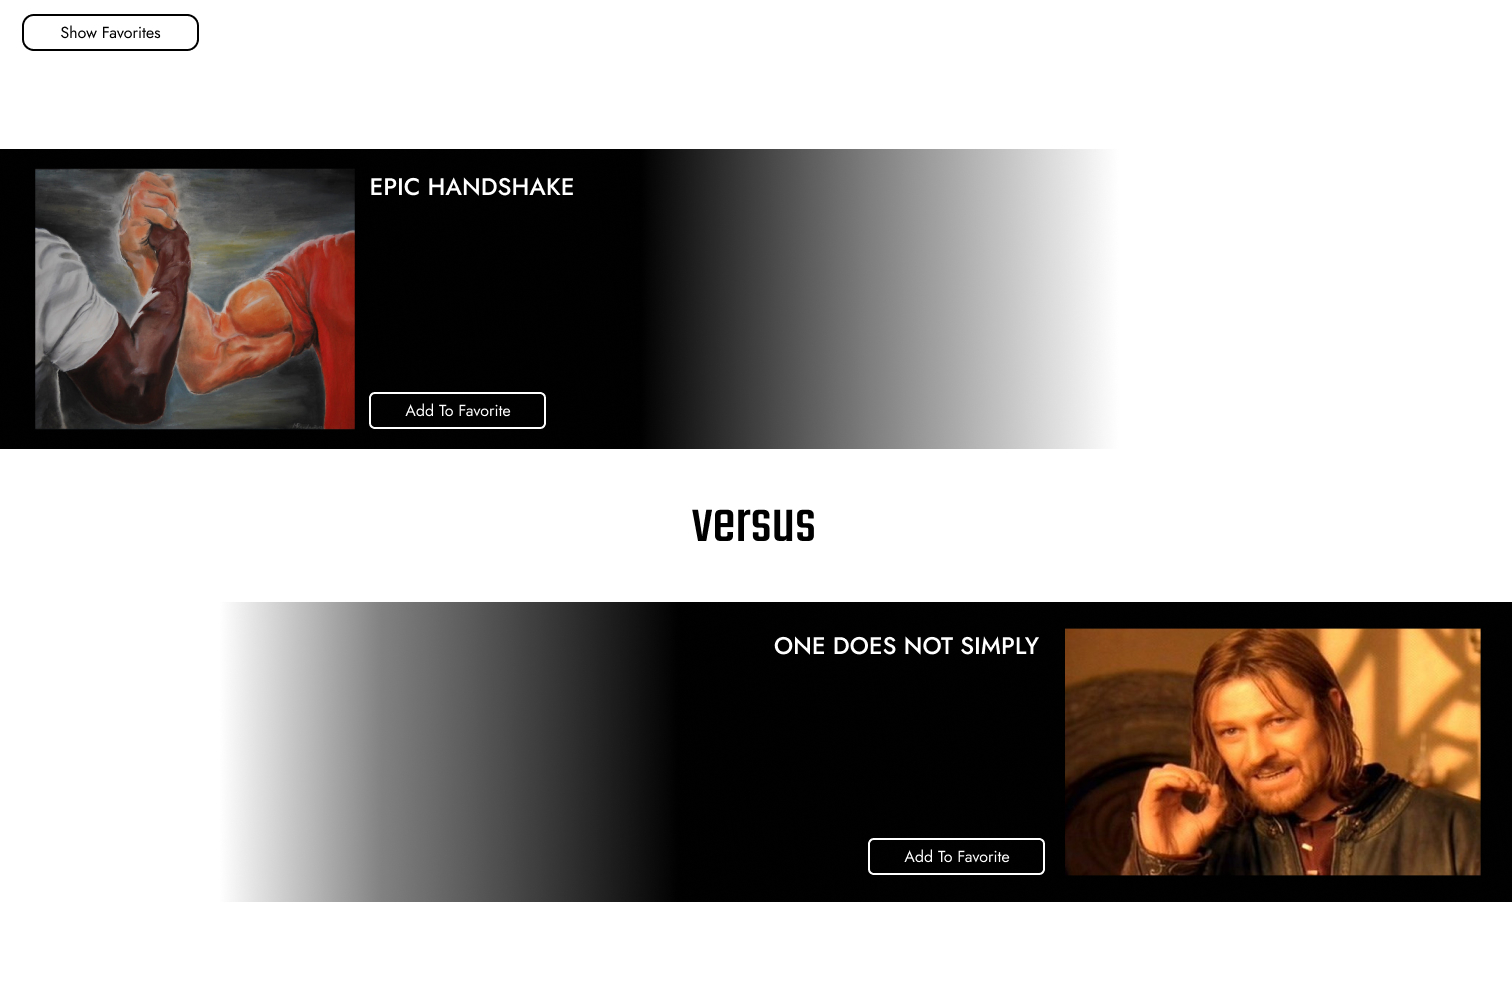 Show Favorites
EPIC HANDSHAKE
Add To Favorite
versus
ONE DOES NOT SIMPLY
Add To Favorite